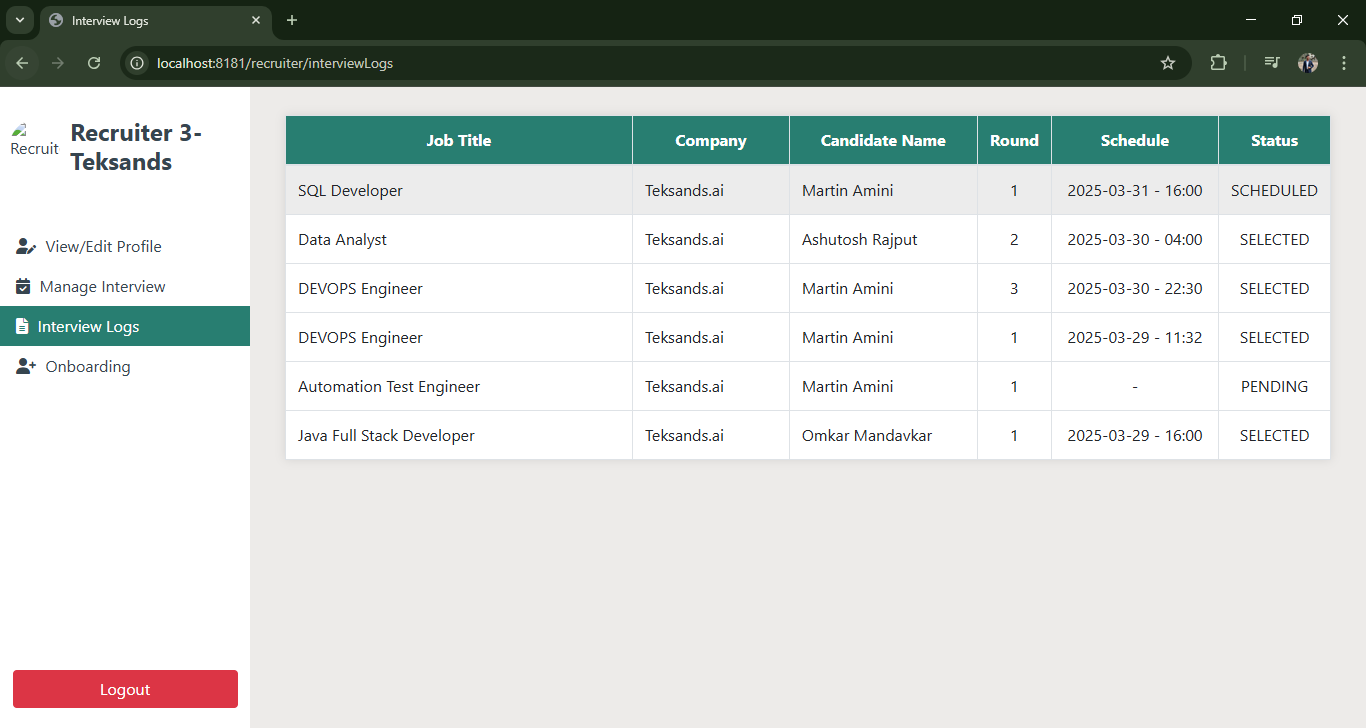 Interview Logs
localhost:8181/recruiter/interviewLogs
Recruit
Recruiter 3-
Teksands
View/Edit Profile
Manage Interview
Interview Logs
Onboarding
Logout
Job Title Company Candidate Name Round Schedule Status
SQL Developer Teksands.ai Martin Amini 1 2025-03-31 - 16:00 SCHEDULED
Data Analyst Teksands.ai Ashutosh Rajput 2 2025-03-30 - 04:00 SELECTED
DEVOPS Engineer Teksands.ai Martin Amini 3 2025-03-30 - 22:30 SELECTED
DEVOPS Engineer Teksands.ai Martin Amini 1 2025-03-29 - 11:32 SELECTED
Automation Test Engineer Teksands.ai Martin Amini 1 - PENDING
Java Full Stack Developer Teksands.ai Omkar Mandavkar 1 2025-03-29 - 16:00 SELECTED